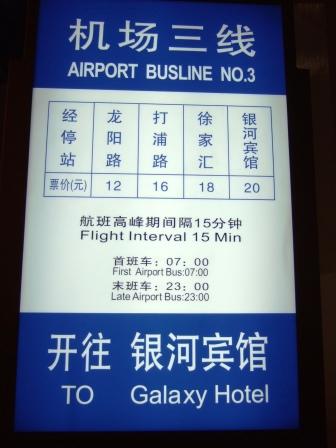 机场三线
AIRPORT BUSLINE NO.3
经停站 龙阳路 打浦路 徐家汇 银河宾馆
票价(元) 12 16 18 20
航班高峰期间隔15分钟
Flight Interval 15 Min
首班车：07：00
First Airport Bus:07:00
末班车：23：00
Late Airport Bus:23:00
开往 银河宾馆
TO Galaxy Hotel